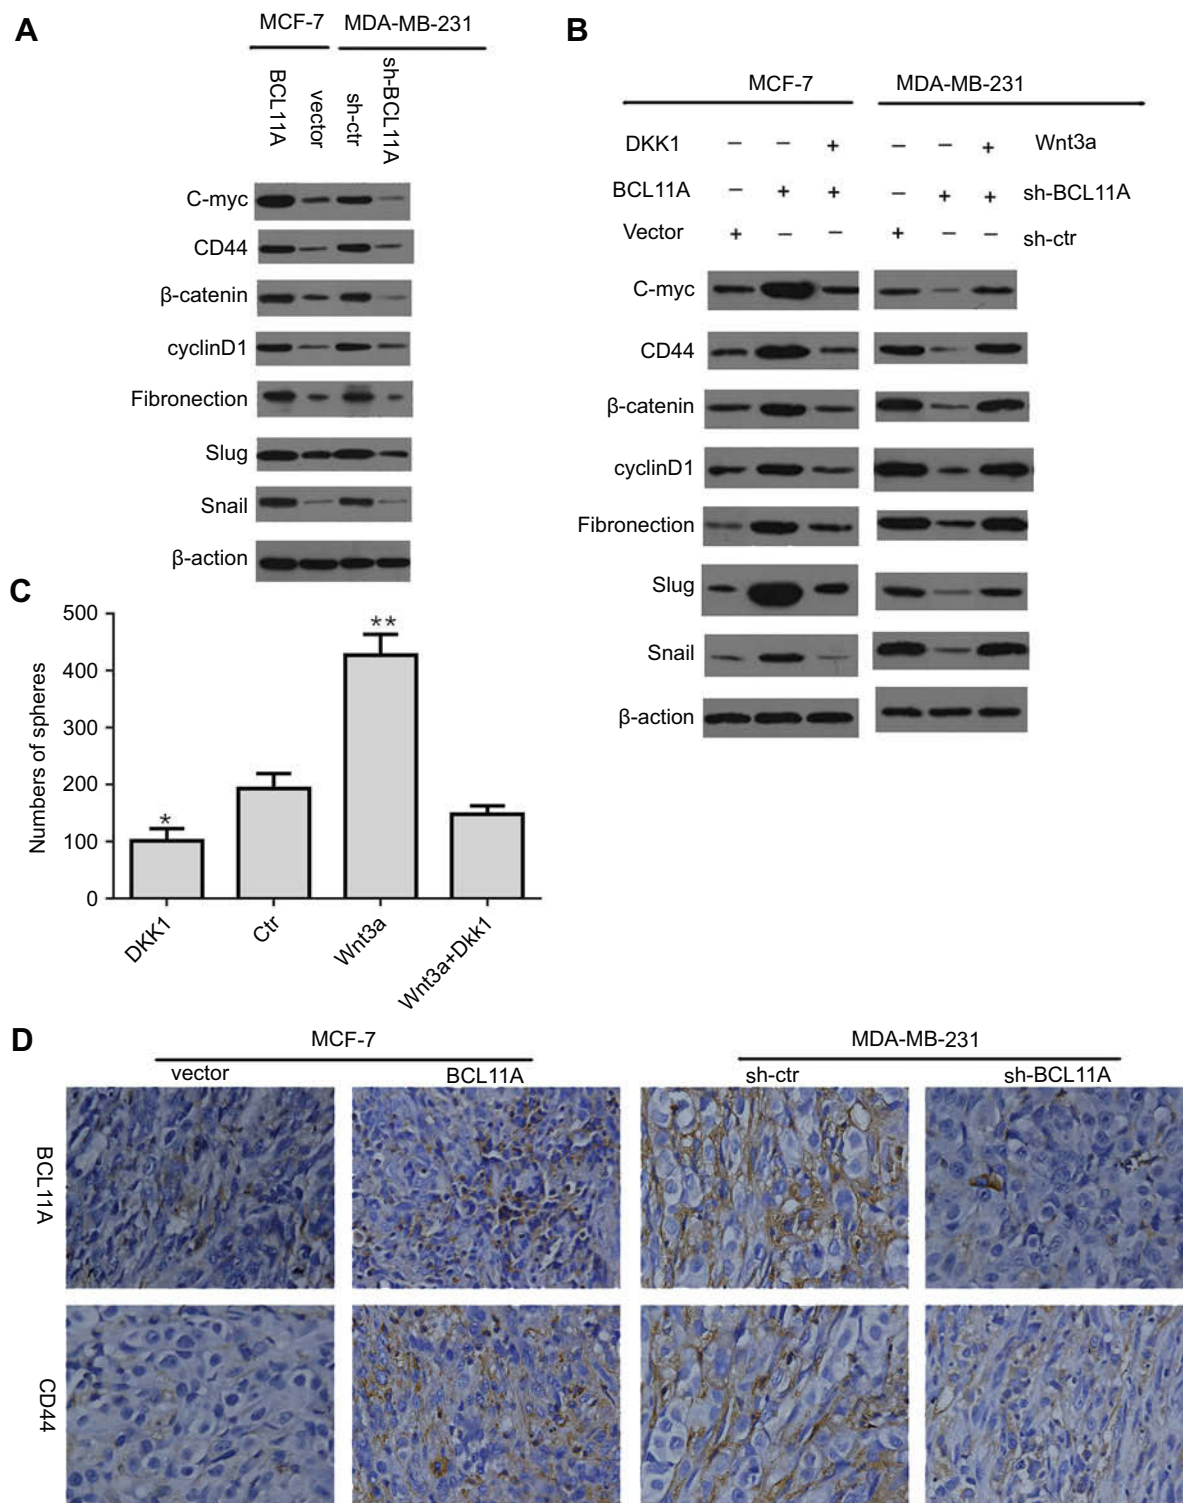 A
MCF-7 MDA-MB-231
BCL11A vector sh-ctr sh-BCL11A
C-myc
CD44
β-catenin
cyclinD1
Fibronection
Slug
Snail
β-action
B
MCF-7 MDA-MB-231
DKK1 − − + − − + Wnt3a
BCL11A − + + − + + sh-BCL11A
Vector + − − + − − sh-ctr
C-myc
CD44
β-catenin
cyclinD1
Fibronection
Slug
Snail
β-action
C
Numbers of spheres
500
400
300
200
100
0
*
**
DKK1 Ctr Wnt3a Wnt3a+Dkk1
D
MCF-7 MDA-MB-231
vector BCL11A sh-ctr sh-BCL11A
BCL11A
CD44